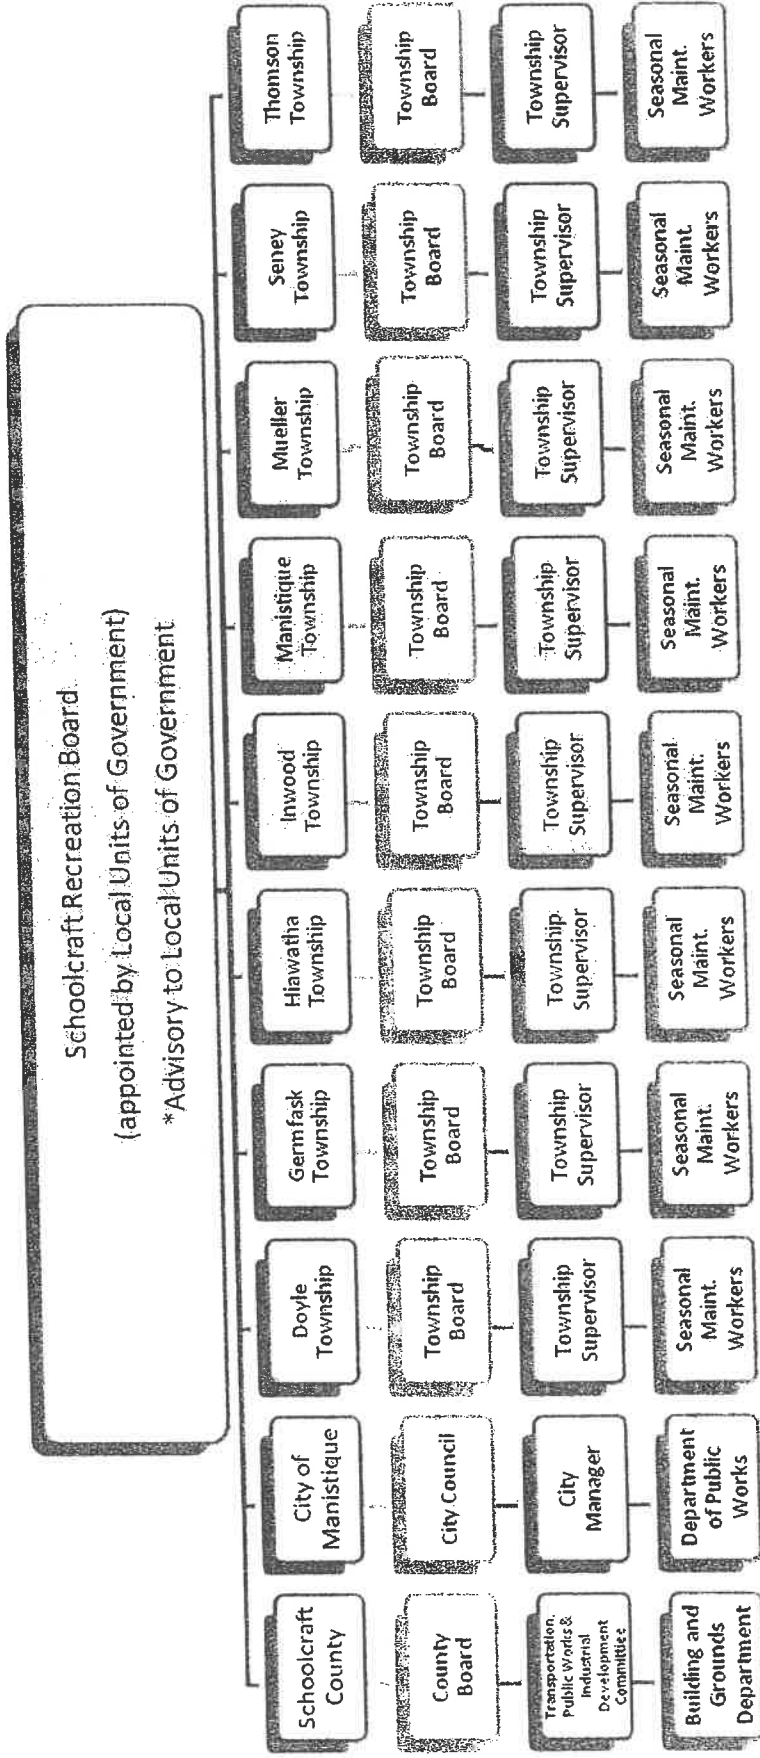 Schoolcraft Recreation Board
(appointed by Local Units of Government)
*Advisory to Local Units of Government
Schoolcraft
County
County
Board
Transportation,
Public Works &
Industrial
Development
Committee
Building and
Grounds
Department
City of
Manistique
City Council
City
Manager
Department
of Public
Works
Doyle
Township
Township
Board
Township
Supervisor
Seasonal
Maint.
Workers
Germfask
Township
Township
Board
Township
Supervisor
Seasonal
Maint.
Workers
Hiawatha
Township
Township
Board
Township
Supervisor
Seasonal
Maint.
Workers
Inwood
Township
Township
Board
Township
Supervisor
Seasonal
Maint.
Workers
Manistique
Township
Township
Board
Township
Supervisor
Seasonal
Maint.
Workers
Mueller
Township
Township
Board
Township
Supervisor
Seasonal
Maint.
Workers
Seney
Township
Township
Board
Township
Supervisor
Seasonal
Maint.
Workers
Thomson
Township
Township
Board
Township
Supervisor
Seasonal
Maint.
Workers